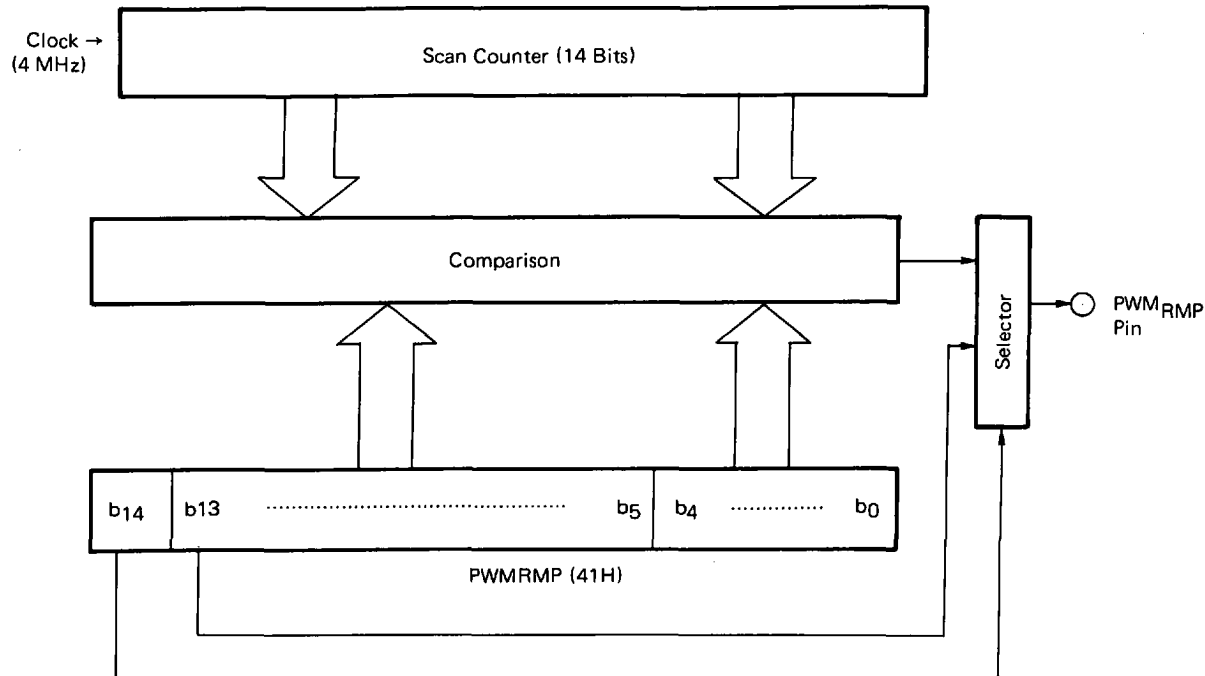 Clock →
(4 MHz)
Scan Counter (14 Bits)
Comparison
Selector
PWMRMP
Pin
b14 b13 ........................................ b5 b4 ............ b0
PWMRMP (41H)